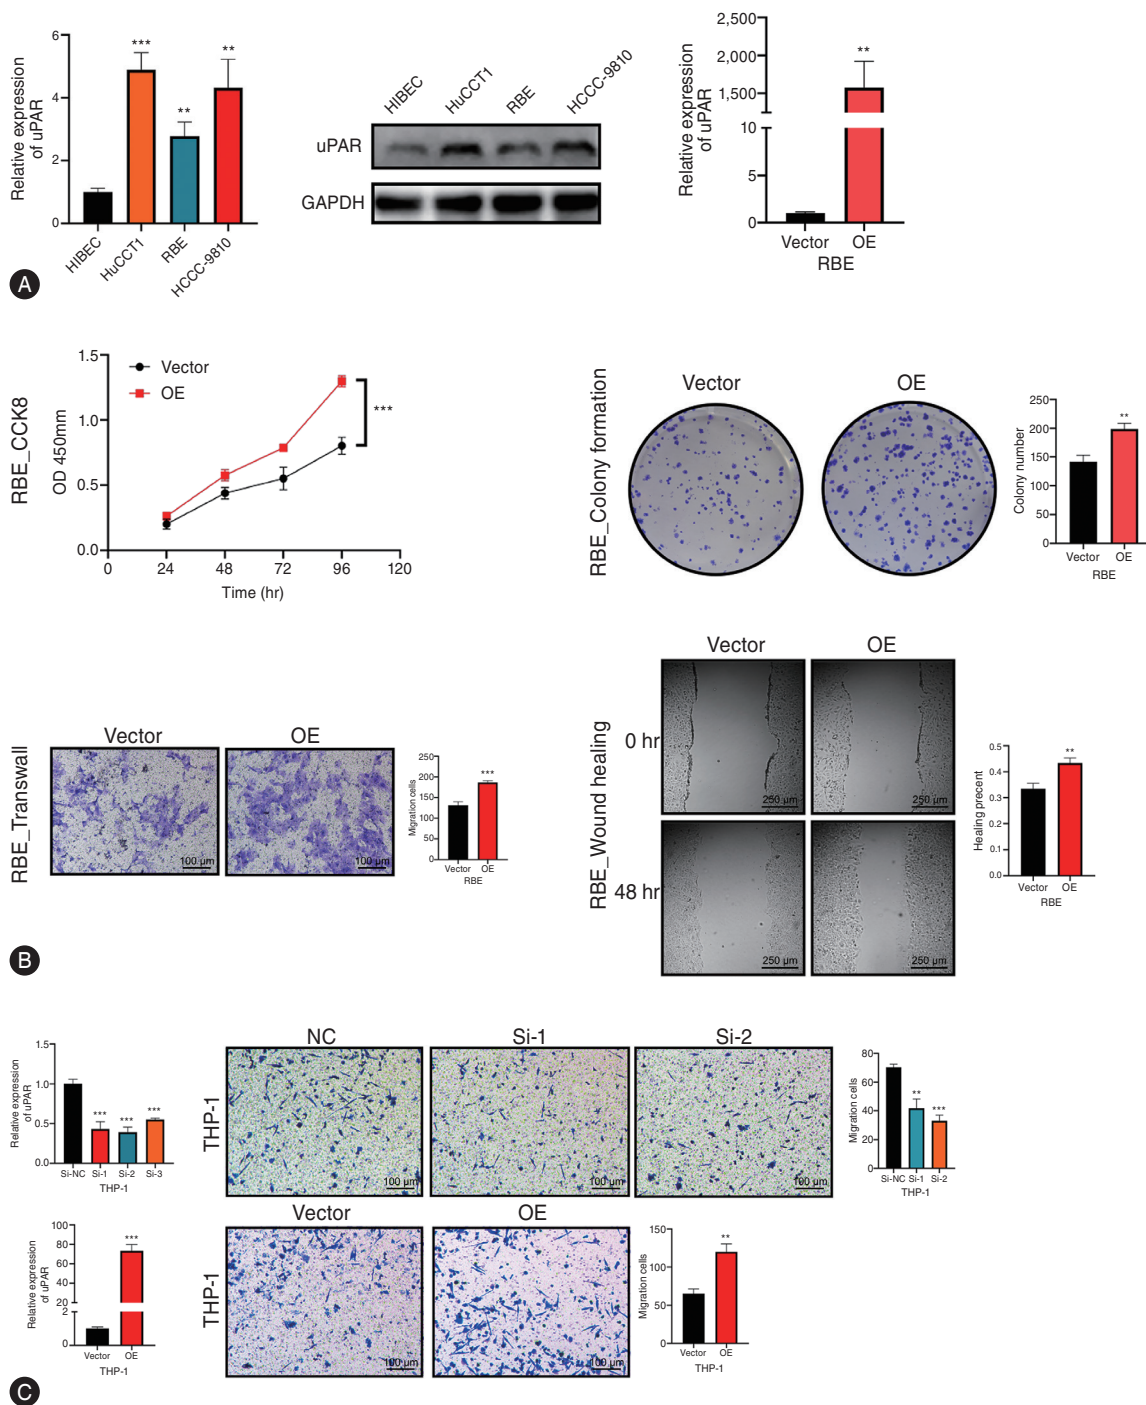 Relative expression
of uPAR
6
4
2
0
***
**
**
HIBEC
HuCCT1
RBE
HCCC-9810
HIBEC
HuCCT1
RBE
HCCC-9810
uPAR
GAPDH
Relative expression
of uPAR
2,500
2,000
1,500
10
5
0
**
Vector
OE
RBE
A
RBE_CCK8
OD 450mm
1.5
1.0
0.5
0.0
Vector
OE
***
0
24
48
72
96
120
Time (hr)
RBE_Colony formation
Vector
OE
Colony number
250
200
150
100
50
0
**
Vector
OE
RBE
RBE_Transwall
Vector
OE
100 µm
100 µm
Migration cells
250
200
150
100
50
0
***
Vector
OE
RBE
RBE_Wound healing
Vector
OE
0 hr
250 µm
250 µm
48 hr
250 µm
250 µm
Healing precent
0.5
0.4
0.3
0.2
0.1
0.0
**
Vector
OE
RBE
B
Relative expression
of uPAR
1.5
1.0
0.5
0.0
***
***
***
Si-NC
Si-1
Si-2
Si-3
THP-1
THP-1
NC
Si-1
Si-2
100 µm
100 µm
100 µm
Migration cells
80
60
40
20
0
**
***
Si-NC
Si-1
Si-2
THP-1
Relative expression
of uPAR
100
80
60
40
20
2
0
***
Vector
OE
THP-1
THP-1
Vector
OE
100 µm
100 µm
Migration cells
150
100
50
0
**
Vector
OE
THP-1
C